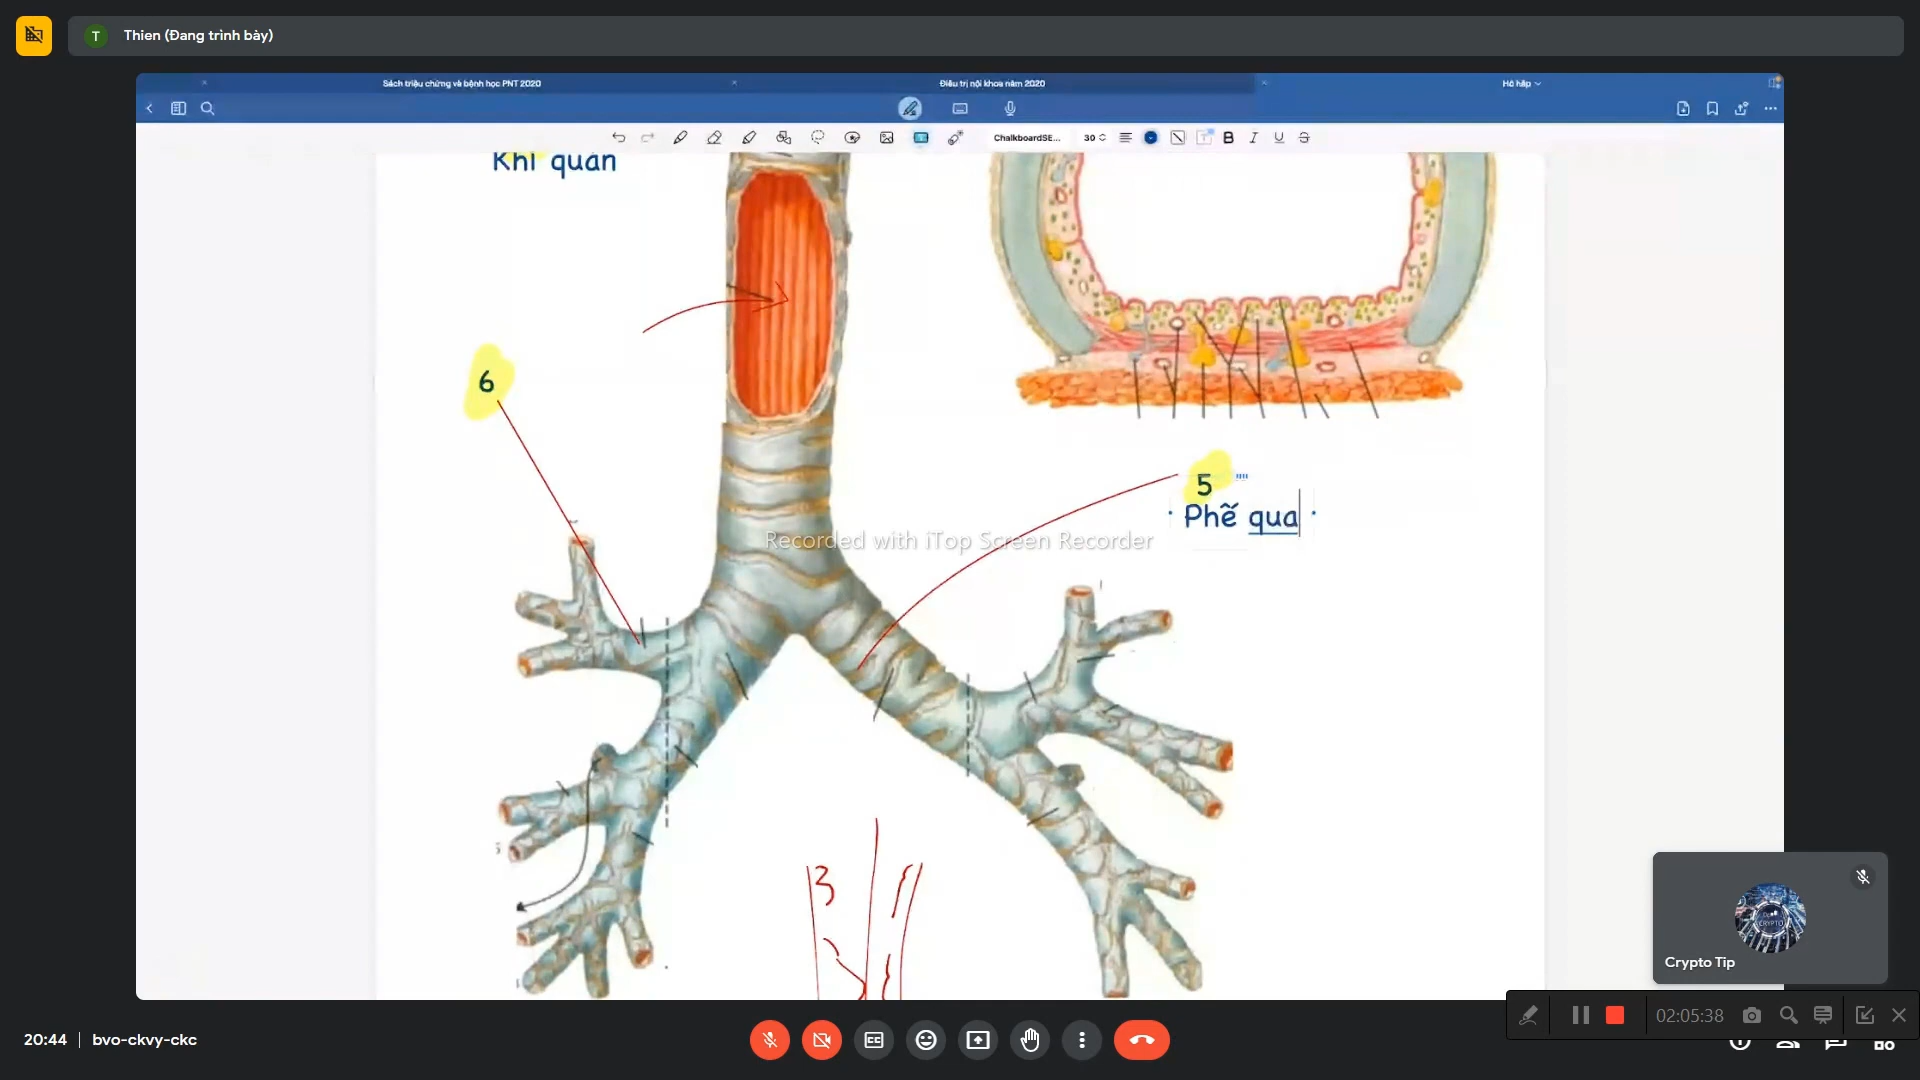 Thien (Đang trình bày)
Sách triệu chứng và bệnh học PNT 2020
Điều trị nội khoa năm 2020
Hô hấp
ChalkboardSE...
30
B
I
U
S
Khí quản
6
5
Phế qua
Recorded with iTop Screen Recorder
3
Crypto Tip
02:05:38
20:44
bvo-ckvy-ckc